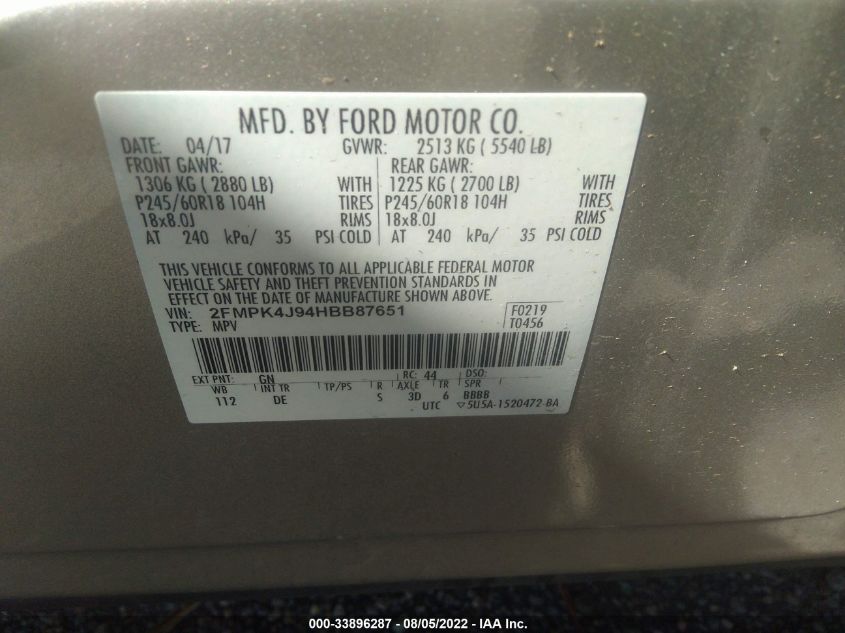 MFD. BY FORD MOTOR CO.
DATE: 04/17 GVWR: 2513 KG ( 5540 LB)
FRONT GAWR: REAR GAWR:
1306 KG ( 2880 LB) WITH 1225 KG ( 2700 LB) WITH
P245/60R18 104H TIRES P245/60R18 104H TIRES
18x8.0J RIMS 18x8.0J RIMS
AT 240 kPa/ 35 PSI COLD AT 240 kPa/ 35 PSI COLD
THIS VEHICLE CONFORMS TO ALL APPLICABLE FEDERAL MOTOR
VEHICLE SAFETY AND THEFT PREVENTION STANDARDS IN
EFFECT ON THE DATE OF MANUFACTURE SHOWN ABOVE.
VIN: 2FMPK4J94HBB87651 F0219
TYPE: MPV T0456
EXT PNT: GN RC: 44 DSO:
WB INT TR TP/PS R AXLE TR SPR
112 DE S 3D 6 BBBB
UTC ▽5U5A-1520472-BA
000-33896287 - 08/05/2022 - IAA Inc.